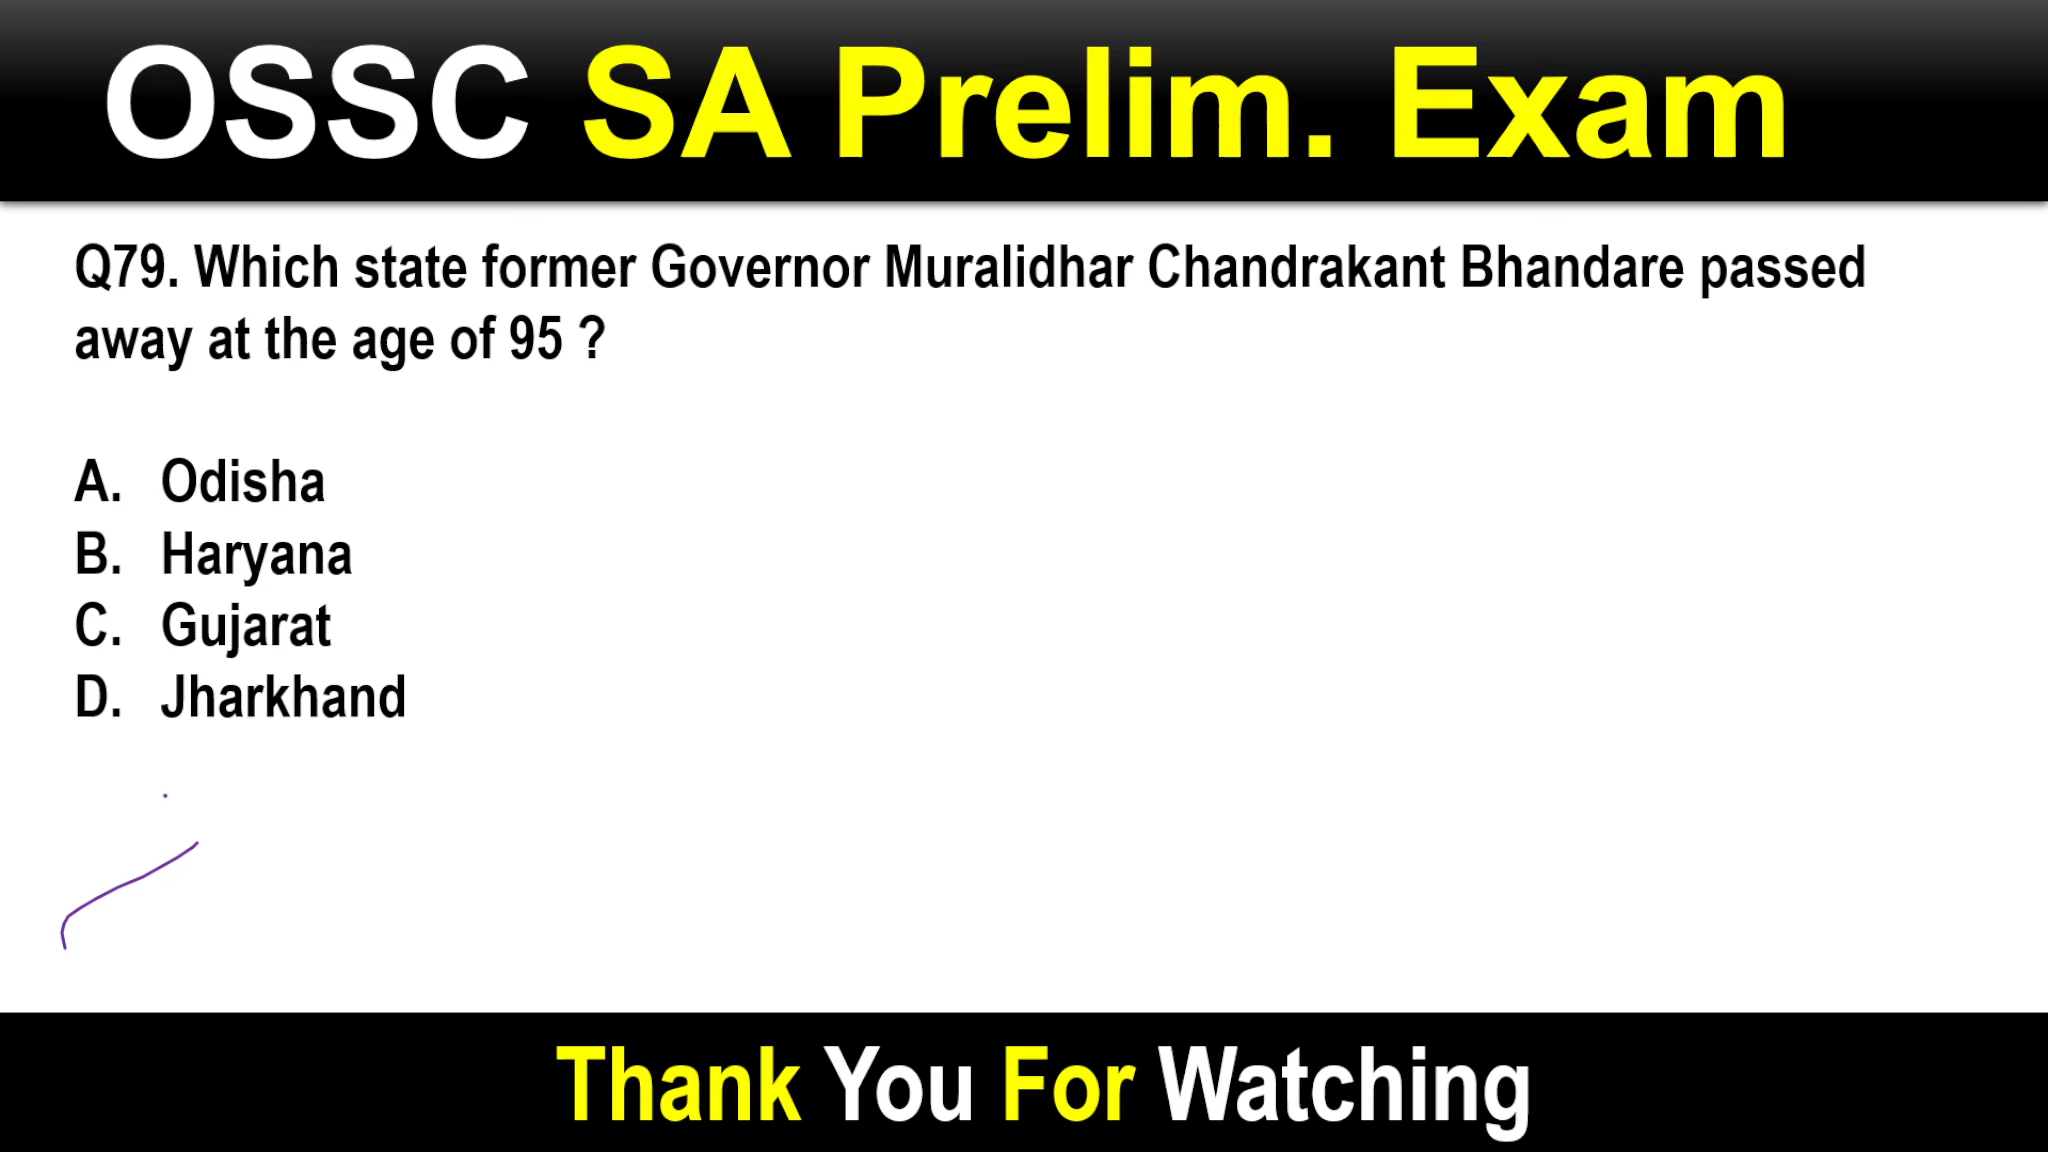 OSSC SA Prelim. Exam
Q79. Which state former Governor Muralidhar Chandrakant Bhandare passed
away at the age of 95 ?
A. Odisha
B. Haryana
C. Gujarat
D. Jharkhand
Thank You For Watching